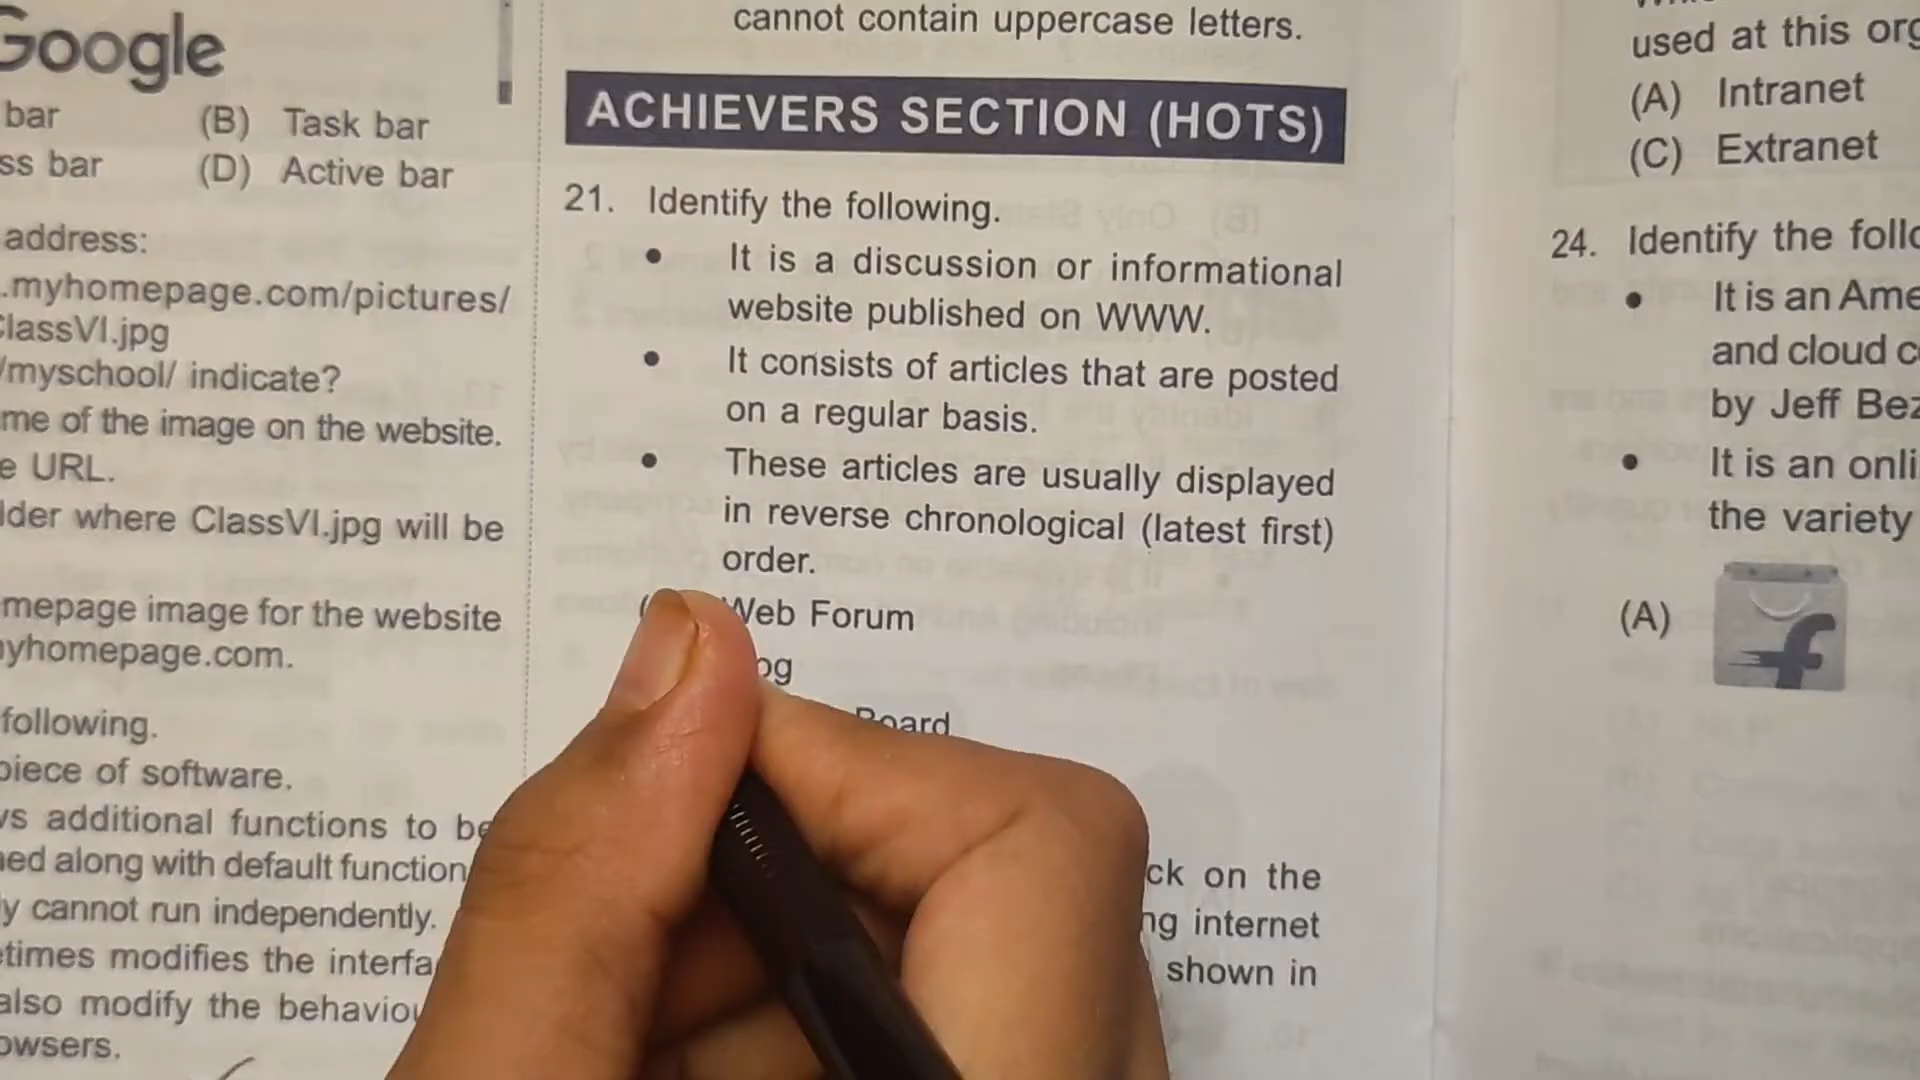 Google
bar (B) Task bar
ss bar (D) Active bar
address:
.myhomepage.com/pictures/
ClassVI.jpg
/myschool/ indicate?
me of the image on the website.
e URL.
lder where ClassVI.jpg will be
mepage image for the website
yhomepage.com.
following.
piece of software.
ws additional functions to be
ned along with default function
y cannot run independently.
etimes modifies the interfa
also modify the behaviou
owsers.
cannot contain uppercase letters.
ACHIEVERS SECTION (HOTS)
21. Identify the following.
• It is a discussion or informational
website published on WWW.
• It consists of articles that are posted
on a regular basis.
• These articles are usually displayed
in reverse chronological (latest first)
order.
( Web Forum
og
Board
ck on the
ng internet
shown in
used at this org
(A) Intranet
(C) Extranet
24. Identify the follo
• It is an Ame
and cloud c
by Jeff Bez
• It is an onli
the variety
(A) f